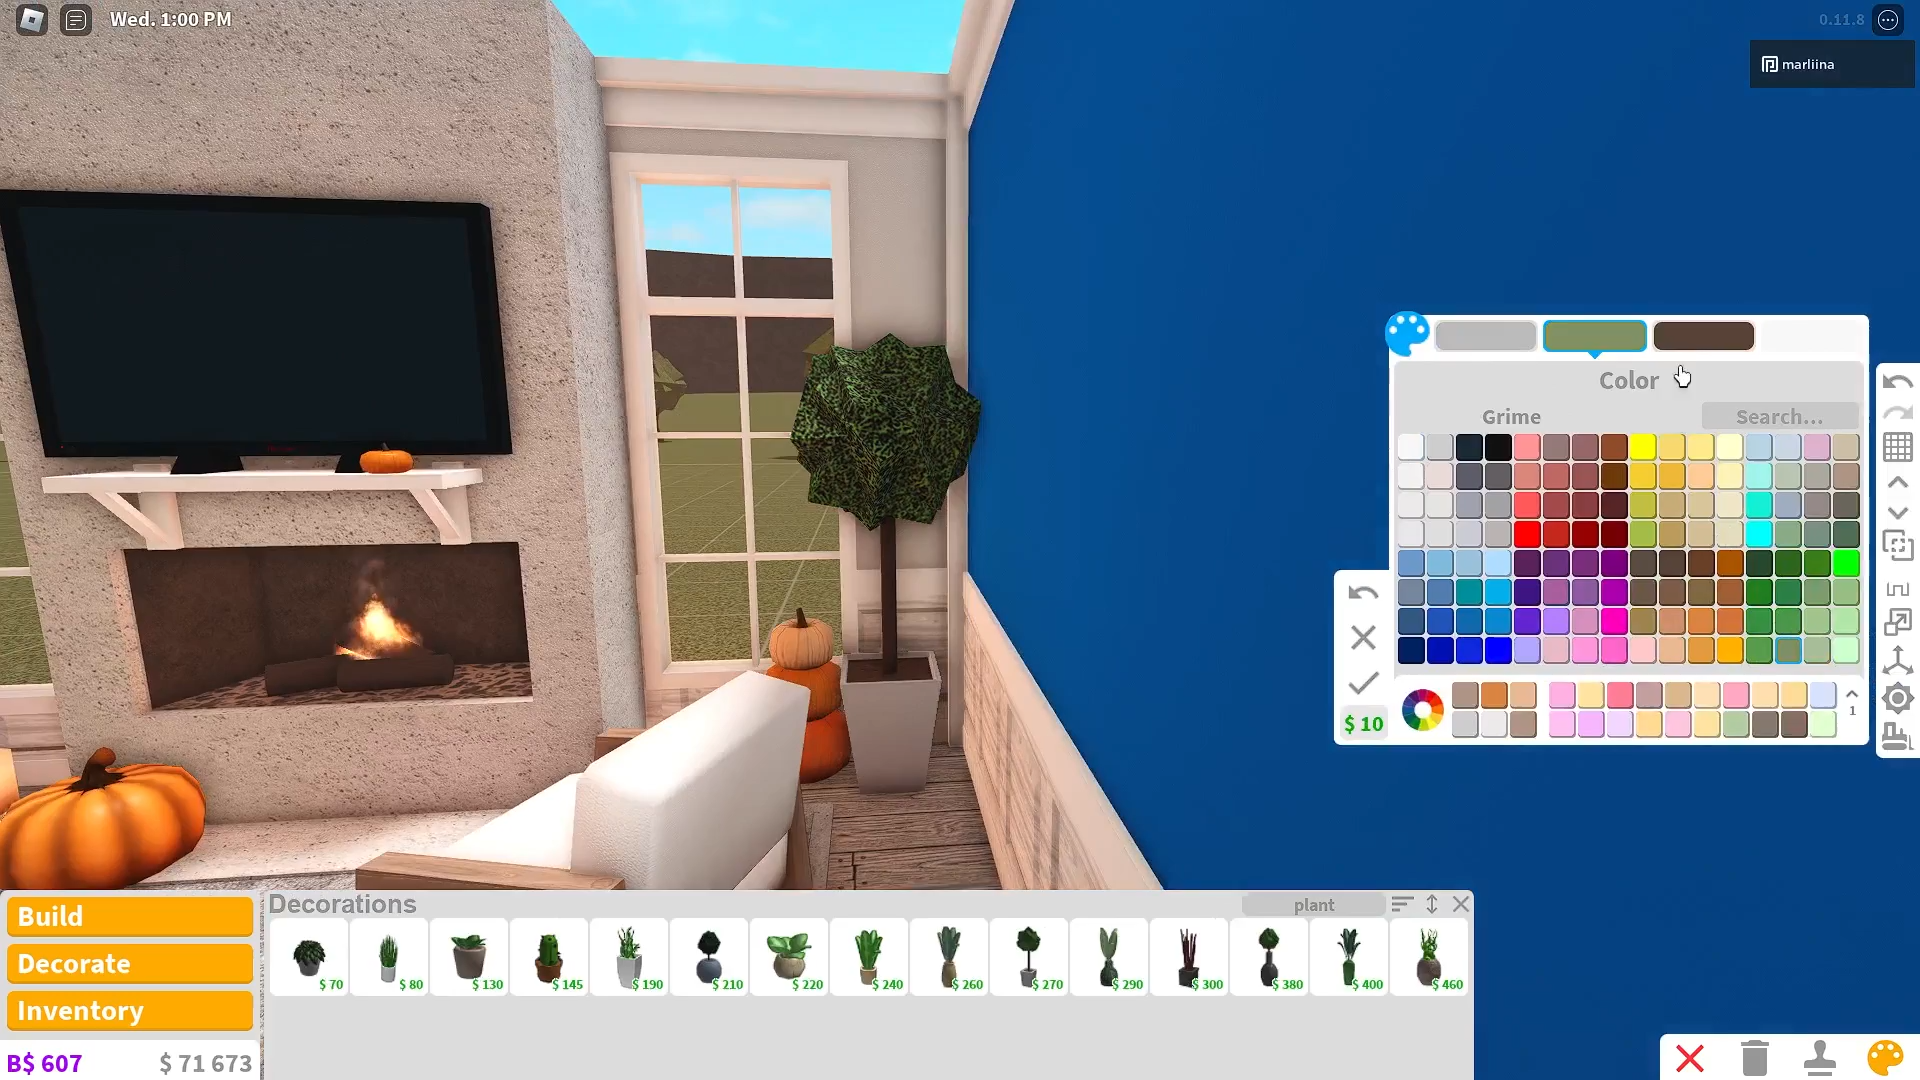 Wed. 1:00 PM
0.11.8
marliina
Color
Grime
Search...
$ 10
1
Build
Decorate
Inventory
B$ 607
$ 71 673
Decorations
plant
$ 70
$ 80
$ 130
$ 145
$ 190
$ 210
$ 220
$ 240
$ 260
$ 270
$ 290
$ 300
$ 380
$ 400
$ 460